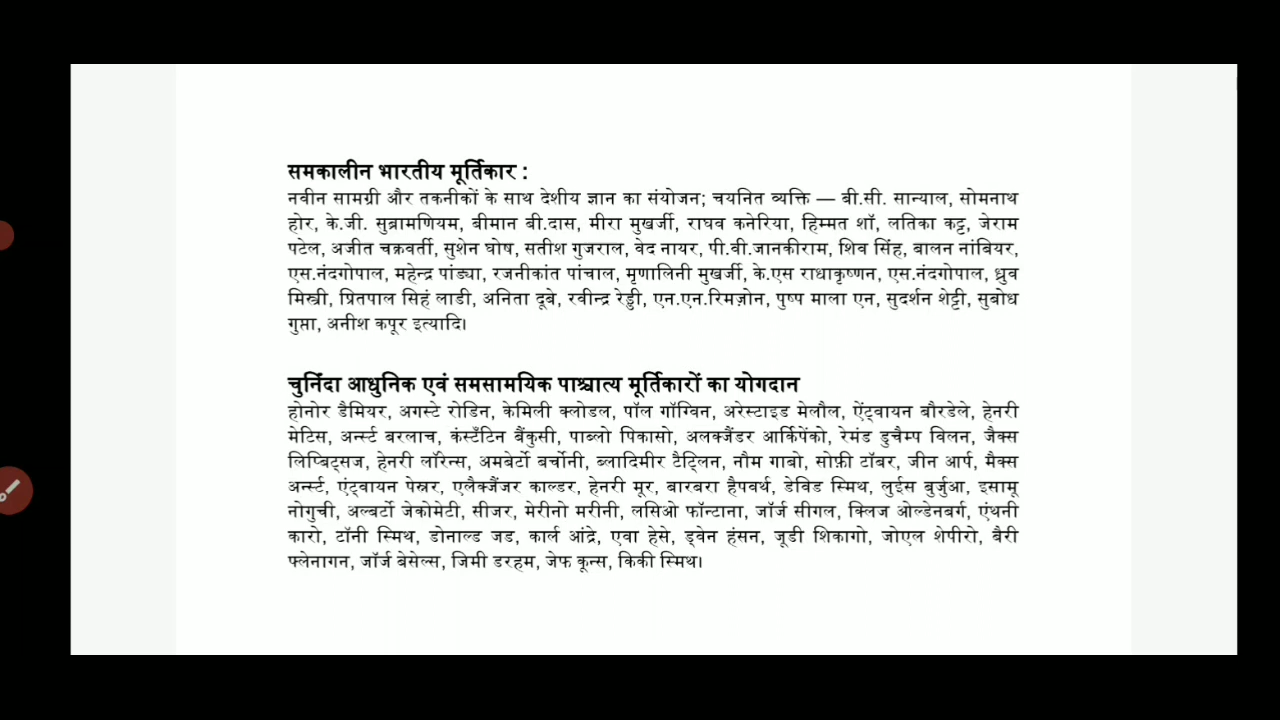 समकालीन भारतीय मूर्तिकार :
नवीन सामग्री और तकनीकों के साथ देशीय ज्ञान का संयोजन; चयनित व्यक्ति — बी.सी. सान्याल, सोमनाथ
होर, के.जी. सुब्रामणियम, बीमान बी.दास, मीरा मुखर्जी, राघव कनेरिया, हिम्मत शॉ, लतिका कट्ट, जेराम
पटेल, अजीत चक्रवर्ती, सुशेन घोष, सतीश गुजराल, वेद नायर, पी.वी.जानकीराम, शिव सिंह, बालन नांबियर,
एस.नंदगोपाल, महेन्द्र पांड्या, रजनीकांत पांचाल, मृणालिनी मुखर्जी, के.एस राधाकृष्णन, एस.नंदगोपाल, ध्रुव
मिस्त्री, प्रितपाल सिहं लाडी, अनिता दूबे, रवीन्द्र रेड्डी, एन.एन.रिमज़ोन, पुष्प माला एन, सुदर्शन शेट्टी, सुबोध
गुप्ता, अनीश कपूर इत्यादि।
चुनिंदा आधुनिक एवं समसामयिक पाश्चात्य मूर्तिकारों का योगदान
होनोर डैमियर, अगस्टे रोडिन, केमिली क्लोडल, पॉल गॉग्विन, अरेस्टाइड मेलौल, ऐंट्वायन बौरडेले, हेनरी
मेटिस, अर्न्स्ट बरलाच, कंस्टेंटिन बैंकुसी, पाब्लो पिकासो, अलक्जैंडर आर्किपेंको, रेमंड डुचैम्प विलन, जैक्स
लिप्बिट्सज, हेनरी लॉरेन्स, अमबेर्टो बर्चोनी, ब्लादिमीर टैट्लिन, नौम गाबो, सोफ़ी टॉबर, जीन आर्प, मैक्स
अर्न्स्ट, एंट्वायन पेस्नर, एलैक्जैंजर काल्डर, हेनरी मूर, बारबरा हैपवर्थ, डेविड स्मिथ, लुईस बुर्जुआ, इसामू
नोगुची, अल्बर्टो जेकोमेटी, सीजर, मेरीनो मरीनी, लसिओ फॉन्टाना, जॉर्ज सीगल, क्लिज ओल्डेनबर्ग, एंथनी
कारो, टॉनी स्मिथ, डोनाल्ड जड, कार्ल आंद्रे, एवा हेसे, ड्वेन हंसन, जूडी शिकागो, जोएल शेपीरो, बैरी
फ्लेनागन, जॉर्ज बेसेल्स, जिमी डरहम, जेफ कून्स, किकी स्मिथ।